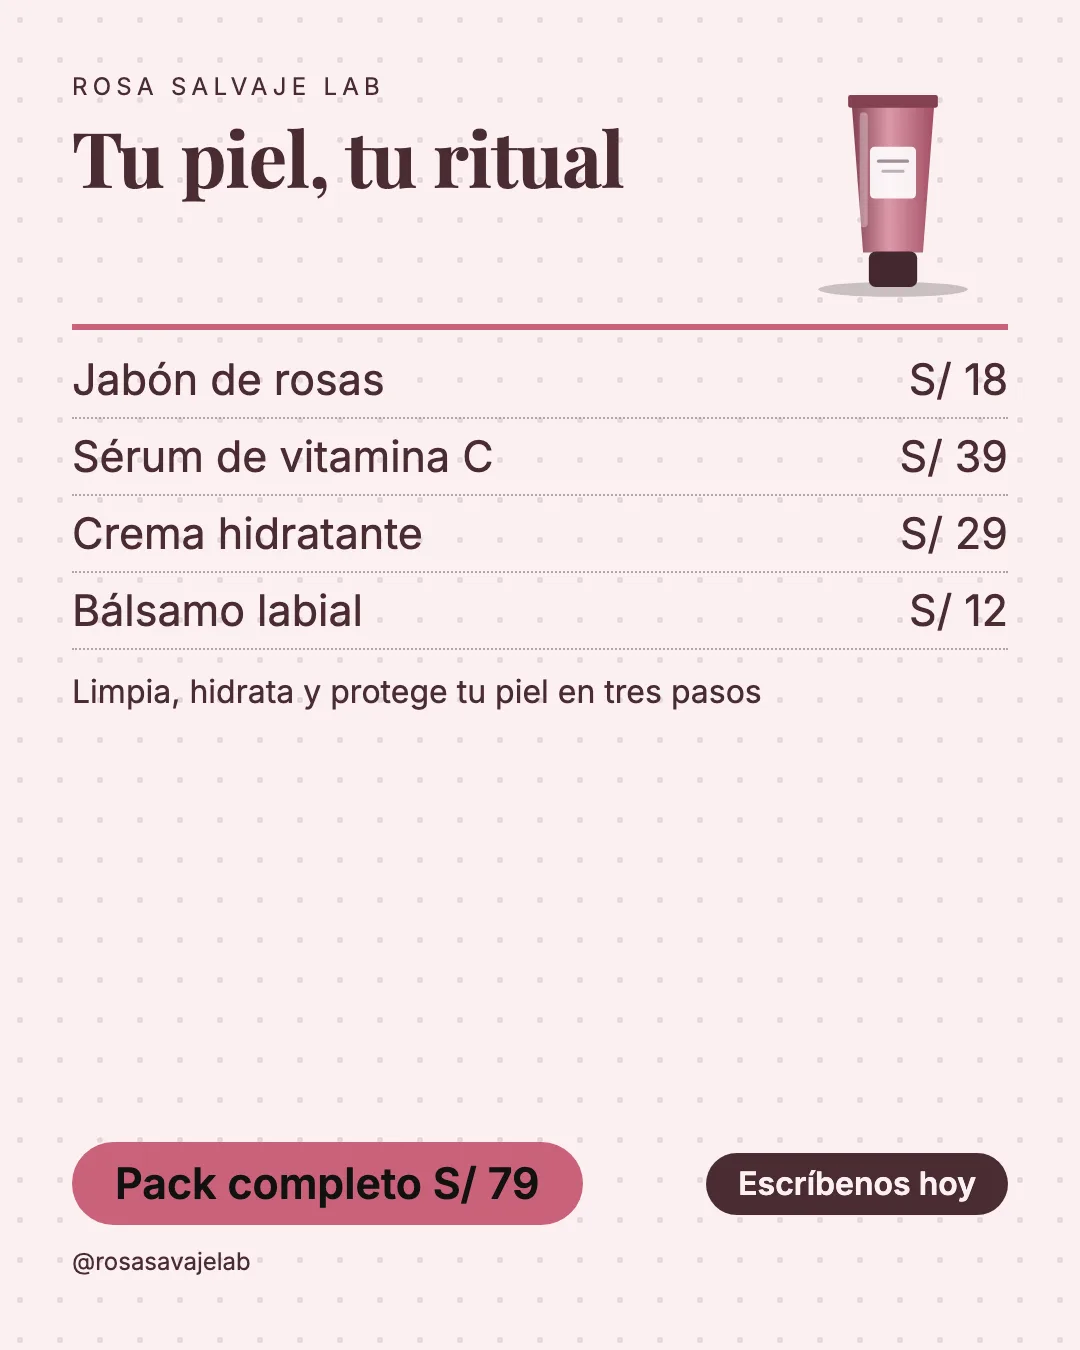 ROSA SALVAJE LAB
Tu piel, tu ritual
Jabón de rosas S/ 18
Sérum de vitamina C S/ 39
Crema hidratante S/ 29
Bálsamo labial S/ 12
Limpia, hidrata y protege tu piel en tres pasos
Pack completo S/ 79
Escríbenos hoy
@rosasavajelab